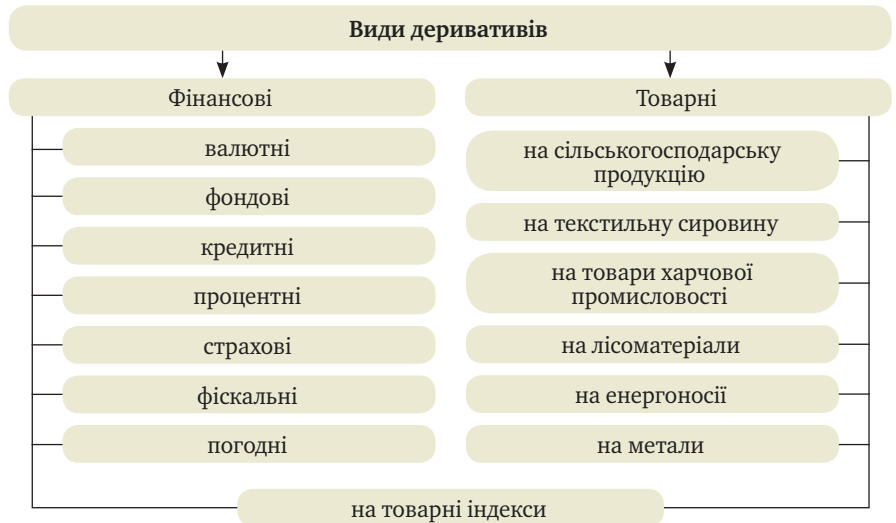 Види деривативів
Фінансові
валютні
фондові
кредитні
процентні
страхові
фіскальні
погодні
Товарні
на сільськогосподарську
продукцію
на текстильну сировину
на товари харчової
промисловості
на лісоматеріали
на енергоносії
на метали
на товарні індекси